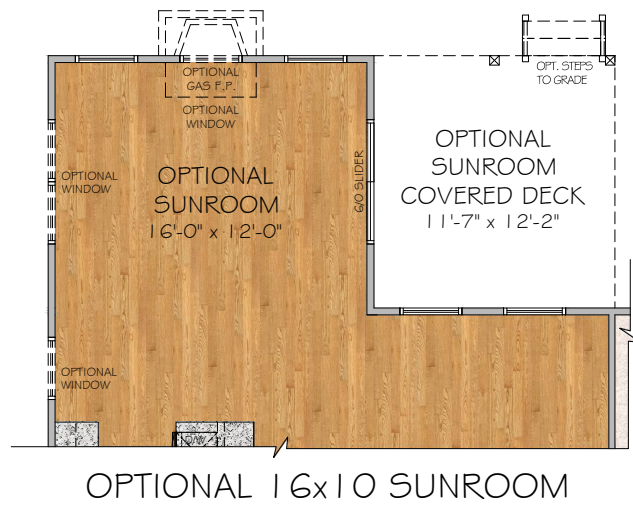 OPTIONAL
GAS F.P.
OPTIONAL
WINDOW
OPT. STEPS
TO GRADE
OPTIONAL
WINDOW
OPTIONAL
SUNROOM
16'-0" x 12'-0"
6/0 SLIDER
OPTIONAL
SUNROOM
COVERED DECK
11'-7" x 12'-2"
OPTIONAL
WINDOW
D/W
OPTIONAL 16x10 SUNROOM